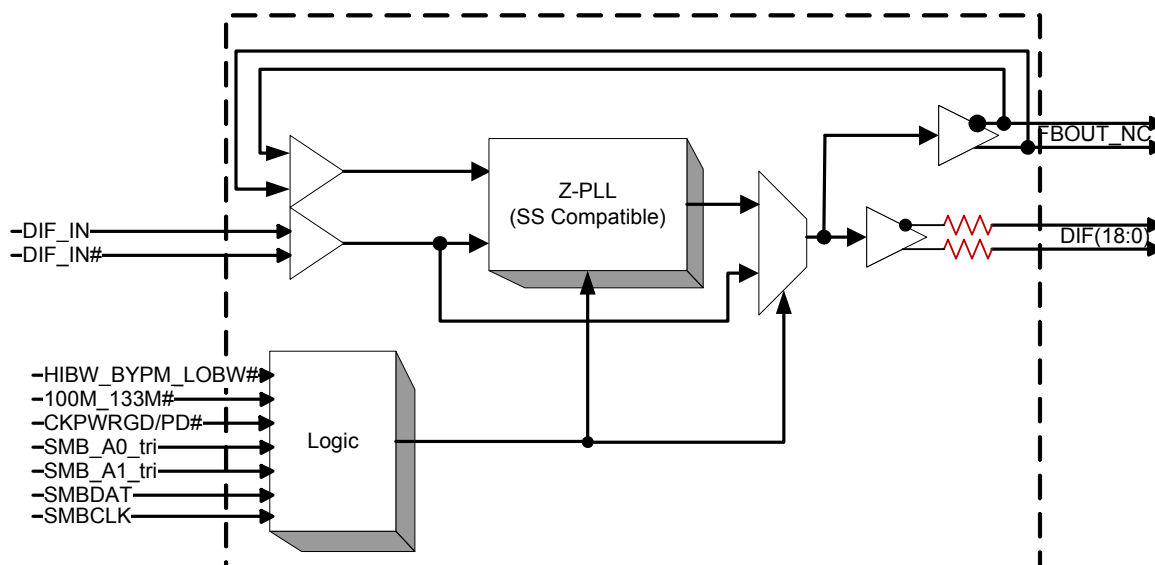 Z-PLL
(SS Compatible)
FBOUT_NC
DIF_IN
DIF_IN#
DIF(18:0)
HIBW_BYPM_LOBW#
100M_133M#
CKPWRGD/PD#
SMB_A0_tri
SMB_A1_tri
SMBDAT
SMBCLK
Logic